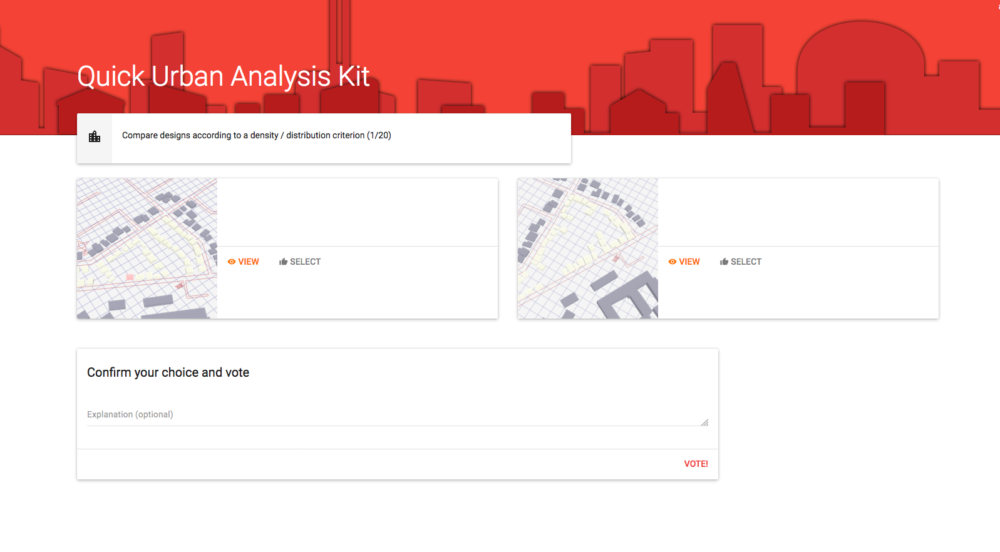 Quick Urban Analysis Kit
Compare designs according to a density / distribution criterion (1/20)
VIEW SELECT
VIEW SELECT
Confirm your choice and vote
Explanation (optional)
VOTE!